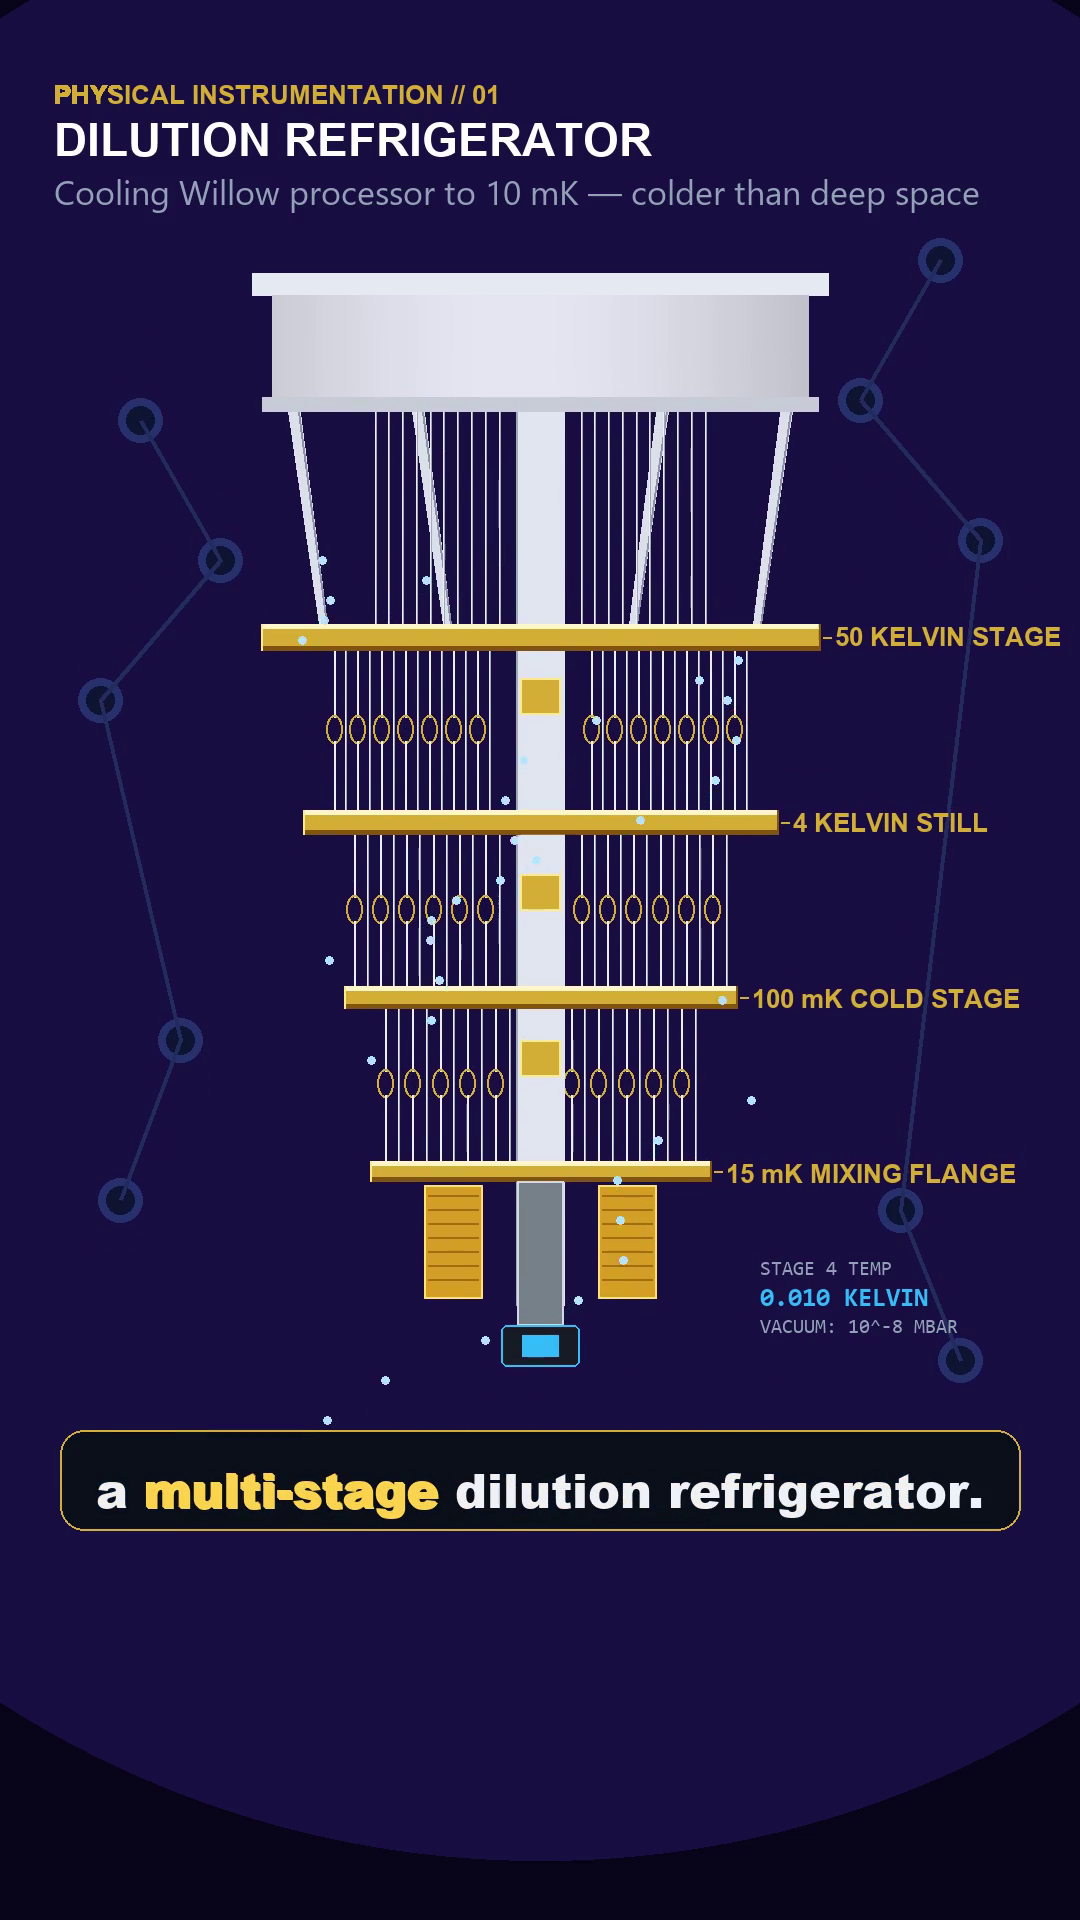 PHYSICAL INSTRUMENTATION // 01
DILUTION REFRIGERATOR
Cooling Willow processor to 10 mK — colder than deep space
50 KELVIN STAGE
4 KELVIN STILL
100 mK COLD STAGE
15 mK MIXING FLANGE
STAGE 4 TEMP
0.010 KELVIN
VACUUM: 10^-8 MBAR
a multi-stage dilution refrigerator.